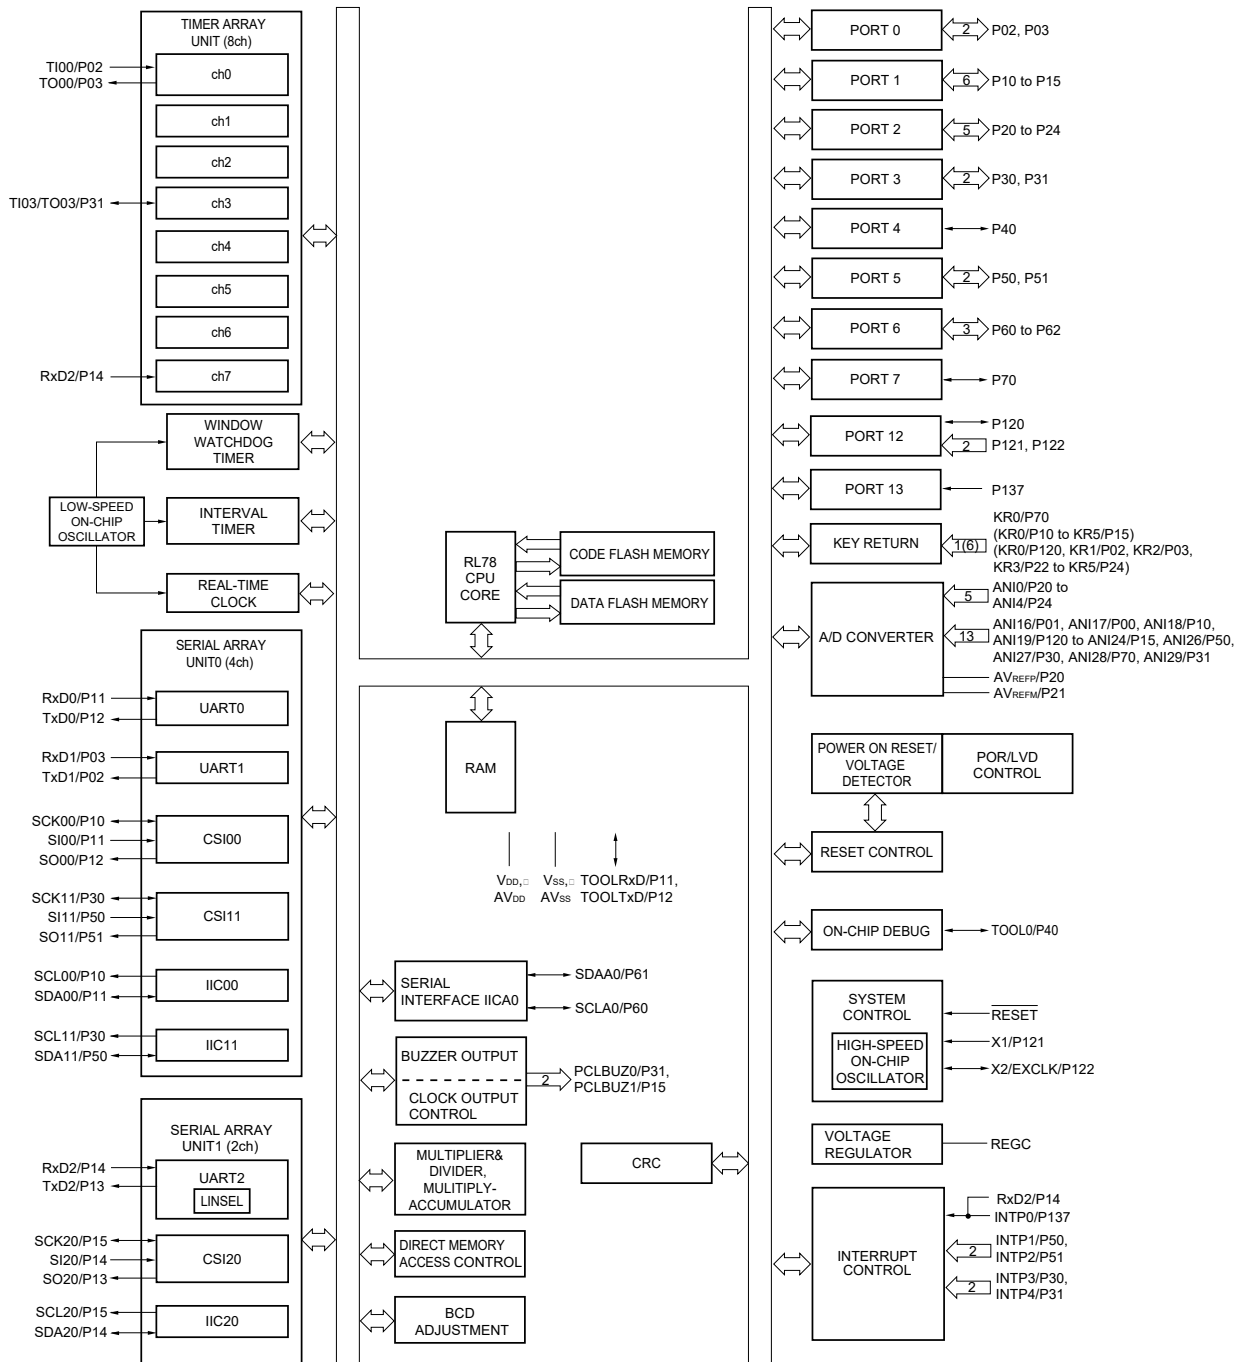 TIMER ARRAY
UNIT (8ch)
TI00/P02
TO00/P03
ch0
ch1
ch2
TI03/TO03/P31
ch3
ch4
ch5
ch6
RxD2/P14
ch7
WINDOW
WATCHDOG
TIMER
LOW-SPEED
ON-CHIP
OSCILLATOR
INTERVAL
TIMER
REAL-TIME
CLOCK
SERIAL ARRAY
UNIT0 (4ch)
RxD0/P11
TxD0/P12
UART0
RxD1/P03
TxD1/P02
UART1
SCK00/P10
SI00/P11
SO00/P12
CSI00
SCK11/P30
SI11/P50
SO11/P51
CSI11
SCL00/P10
SDA00/P11
IIC00
SCL11/P30
SDA11/P50
IIC11
SERIAL ARRAY
UNIT1 (2ch)
RxD2/P14
TxD2/P13
UART2
LINSEL
SCK20/P15
SI20/P14
SO20/P13
CSI20
SCL20/P15
SDA20/P14
IIC20
RL78
CPU
CORE
CODE FLASH MEMORY
DATA FLASH MEMORY
RAM
VDD,
AVDD
VSS,
AVSS
TOOLRxD/P11,
TOOLTxD/P12
SERIAL
INTERFACE IICA0
SDAA0/P61
SCLA0/P60
BUZZER OUTPUT
CLOCK OUTPUT
CONTROL
2
PCLBUZ0/P31,
PCLBUZ1/P15
MULTIPLIER&
DIVIDER,
MULTIPLY-
ACCUMULATOR
CRC
DIRECT MEMORY
ACCESS CONTROL
BCD
ADJUSTMENT
PORT 0
2
P02, P03
PORT 1
6
P10 to P15
PORT 2
5
P20 to P24
PORT 3
2
P30, P31
PORT 4
P40
PORT 5
2
P50, P51
PORT 6
3
P60 to P62
PORT 7
P70
PORT 12
P120
2
P121, P122
PORT 13
P137
KEY RETURN
1(6)
KR0/P70
(KR0/P10 to KR5/P15)
(KR0/P120, KR1/P02, KR2/P03,
KR3/P22 to KR5/P24)
A/D CONVERTER
5
ANI0/P20 to
ANI4/P24
13
ANI16/P01, ANI17/P00, ANI18/P10,
ANI19/P120 to ANI24/P15, ANI26/P50,
ANI27/P30, ANI28/P70, ANI29/P31
AVREFP/P20
AVREFM/P21
POWER ON RESET/
VOLTAGE
DETECTOR
POR/LVD
CONTROL
RESET CONTROL
ON-CHIP DEBUG
TOOL0/P40
SYSTEM
CONTROL
HIGH-SPEED
ON-CHIP
OSCILLATOR
RESET
X1/P121
X2/EXCLK/P122
VOLTAGE
REGULATOR
REGC
INTERRUPT
CONTROL
RxD2/P14
INTP0/P137
2
INTP1/P50,
INTP2/P51
2
INTP3/P30,
INTP4/P31